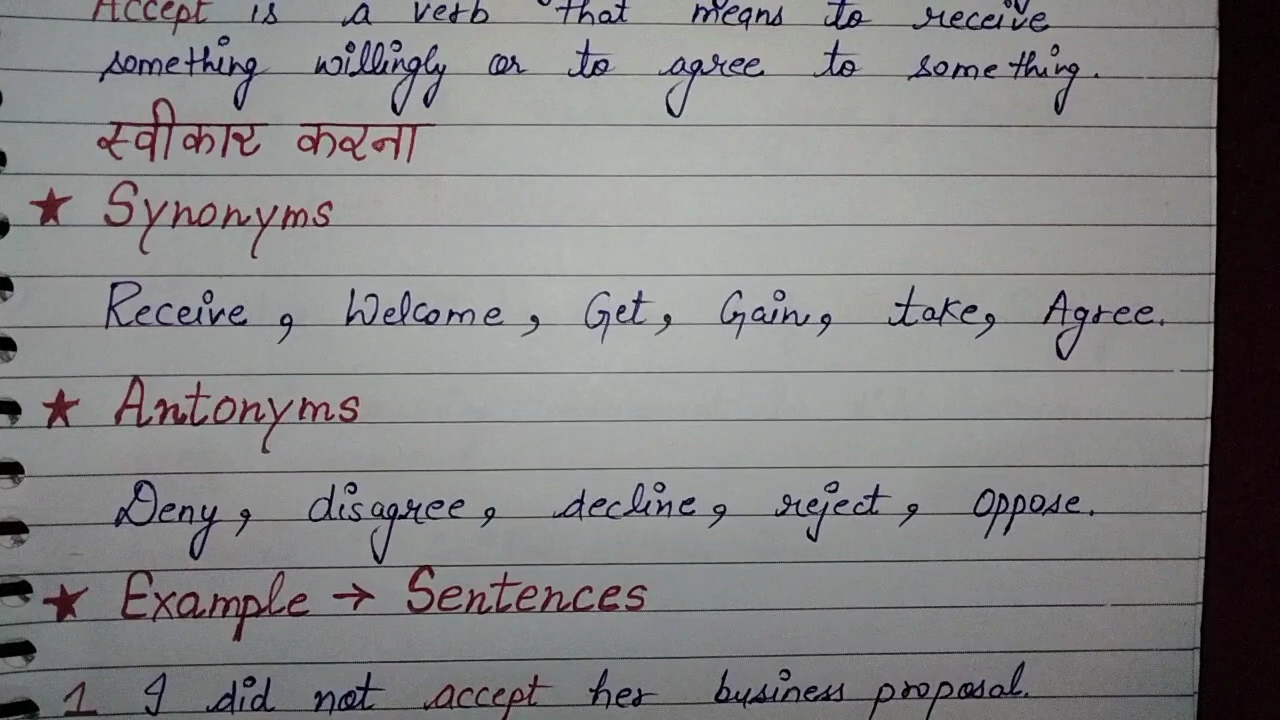 Accept is a verb that means to receive
something willingly or to agree to something.
स्वीकार करना
★ Synonyms
Receive, Welcome, Get, Gain, take, Agree.
★ Antonyms
Deny, disagree, decline, reject, oppose.
★ Example → Sentences
1 I did not accept her business proposal.